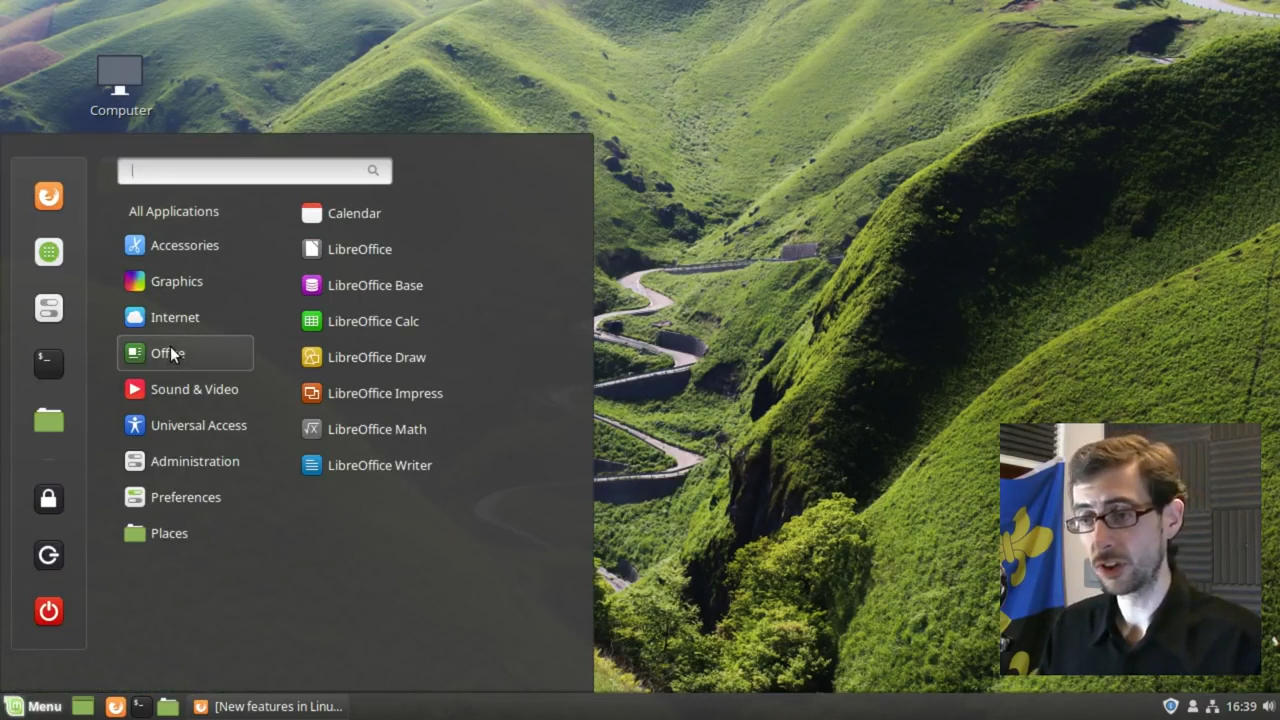 Computer
All Applications
Accessories
Graphics
Internet
Office
Sound & Video
Universal Access
Administration
Preferences
Places
Calendar
LibreOffice
LibreOffice Base
LibreOffice Calc
LibreOffice Draw
LibreOffice Impress
LibreOffice Math
LibreOffice Writer
Menu
[New features in Linu...
16:39